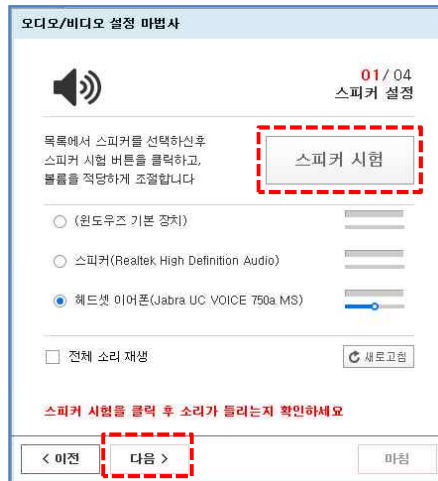 오디오/비디오 설정 마법사
01/04
스피커 설정
목록에서 스피커를 선택하신후
스피커 시험 버튼을 클릭하고,
볼륨을 적당하게 조절합니다
스피커 시험
(윈도우즈 기본 장치)
스피커(Realtek High Definition Audio)
헤드셋 이어폰(Jabra UC VOICE 750a MS)
전체 소리 재생
새로고침
스피커 시험을 클릭 후 소리가 들리는지 확인하세요
< 이전
다음 >
마침